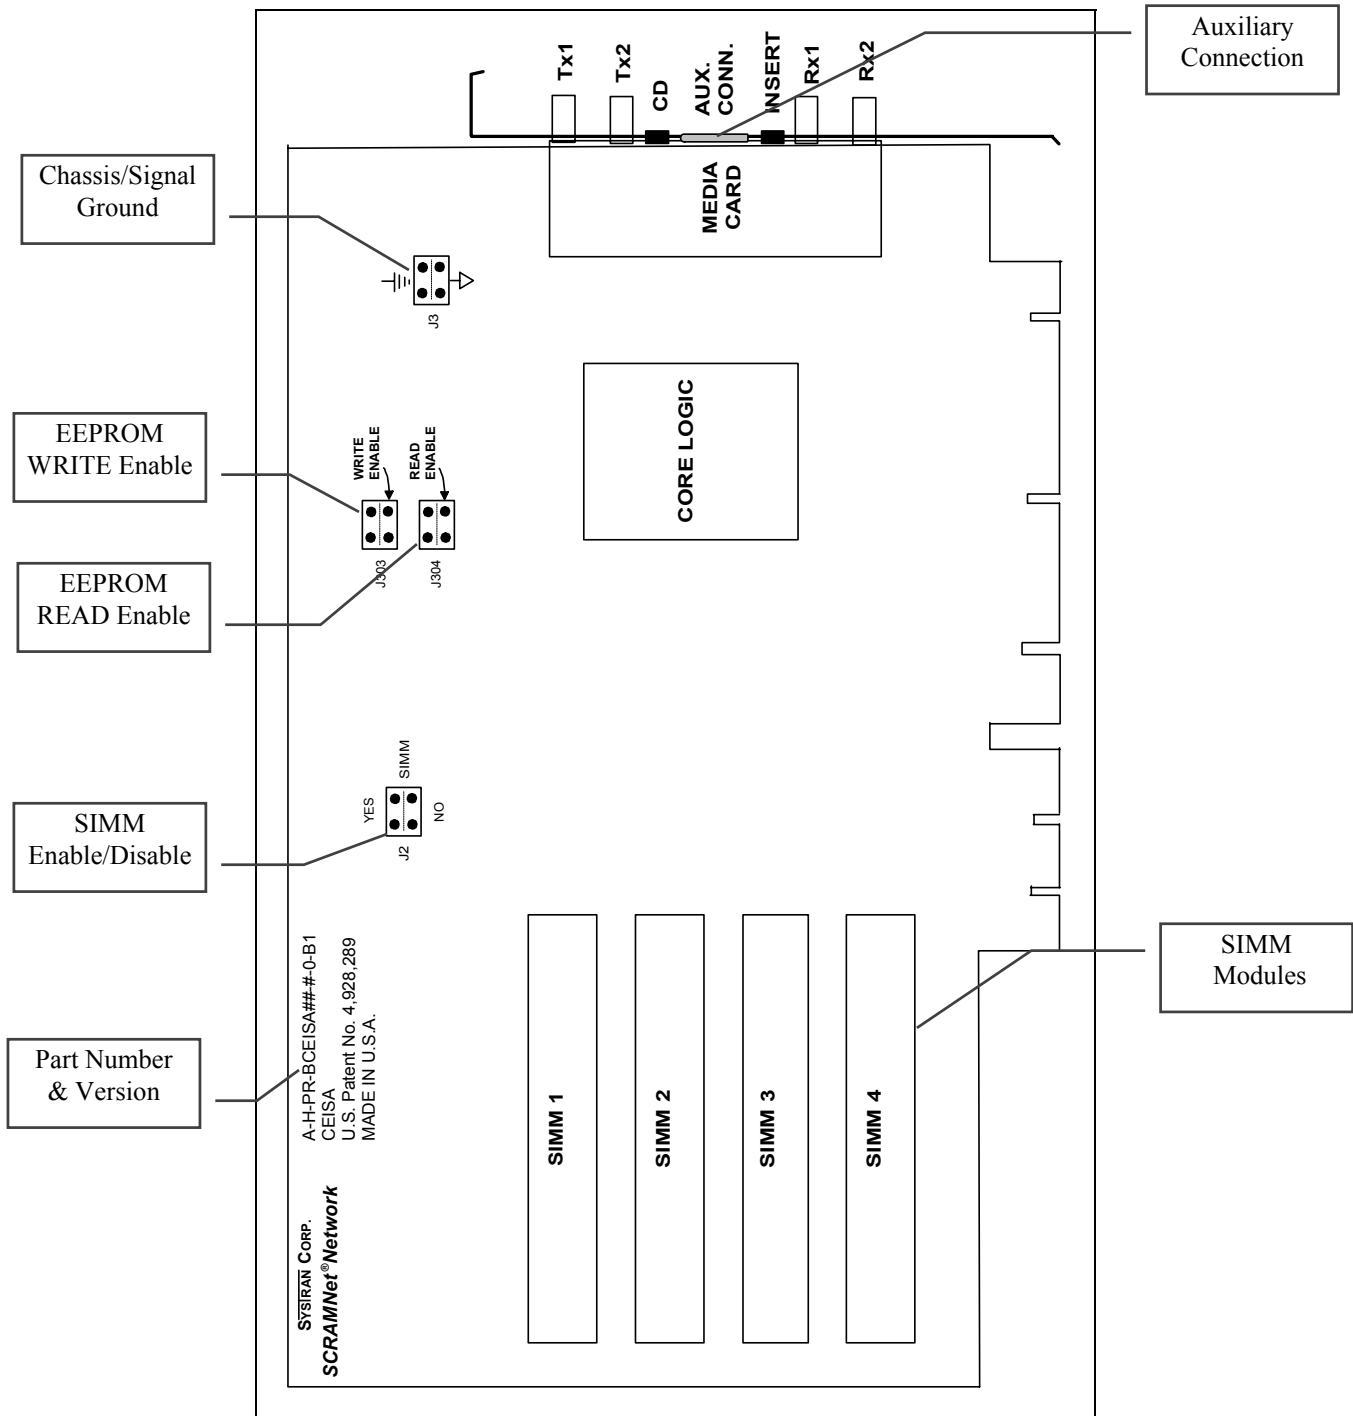 Auxiliary
Connection
Tx1
Tx2
CD
AUX.
CONN.
INSERT
Rx1
Rx2
MEDIA
CARD
Chassis/Signal
Ground
J3
CORE LOGIC
EEPROM
WRITE Enable
WRITE
ENABLE
READ
ENABLE
J303
J304
EEPROM
READ Enable
SIMM
YES
NO
J2
SIMM
Enable/Disable
A-H-PR-BCEISA##-#-0-B1
CEISA
U.S. Patent No. 4,928,289
MADE IN U.S.A.
Part Number
& Version
SIMM
Modules
SIMM 1
SIMM 2
SIMM 3
SIMM 4
SYSTRAN CORP.
SCRAMNet®Network